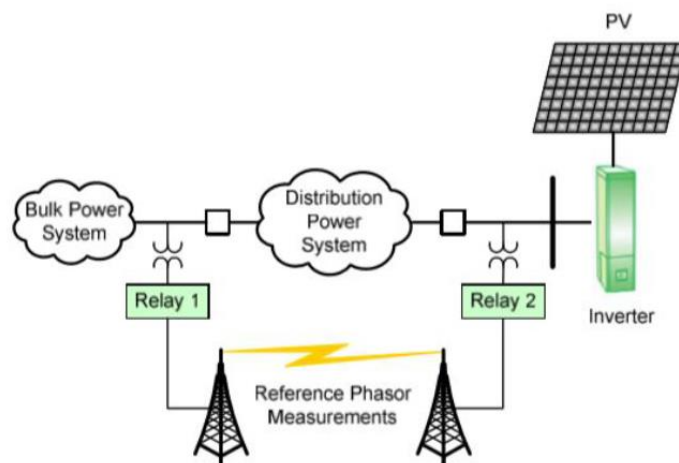 PV
Bulk Power
System
Distribution
Power
System
Relay 1
Relay 2
Inverter
Reference Phasor
Measurements